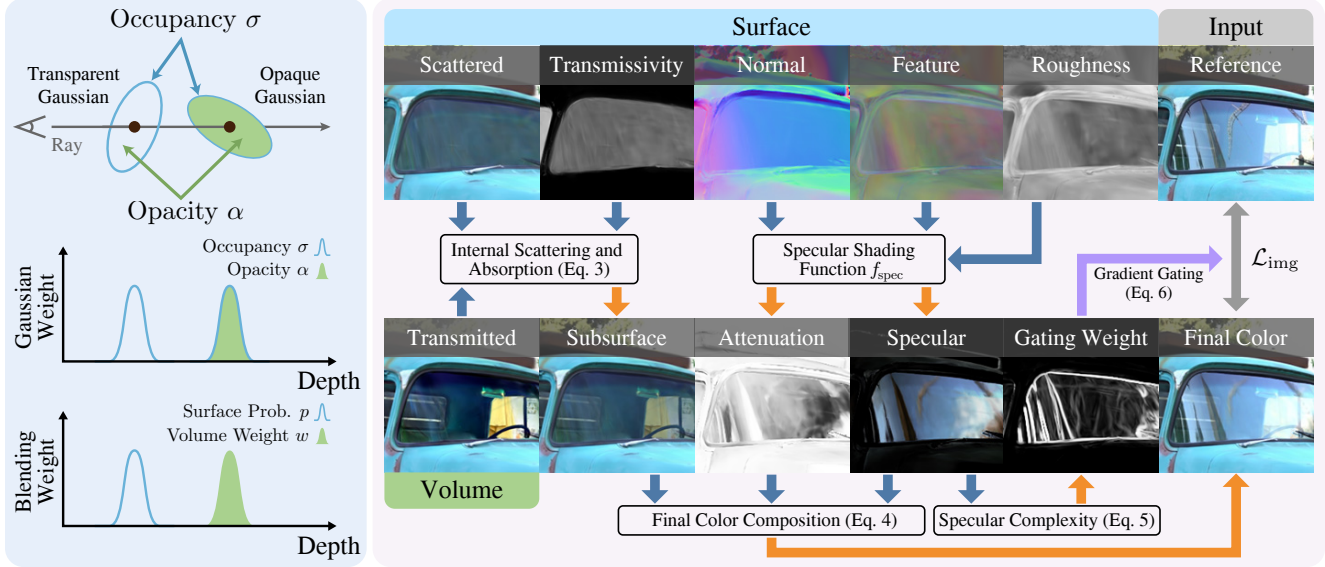 Occupancy σ
Transparent
Gaussian
Opaque
Gaussian
Ray
Opacity α
Occupancy σ
Opacity α
Gaussian
Weight
Depth
Surface Prob. p
Volume Weight w
Blending
Weight
Depth
Surface
Input
Scattered
Transmissivity
Normal
Feature
Roughness
Reference
Internal Scattering and
Absorption (Eq. 3)
Specular Shading
Function f_spec
Gradient Gating
(Eq. 6)
ℒ_img
Transmitted
Subsurface
Attenuation
Specular
Gating Weight
Final Color
Volume
Final Color Composition (Eq. 4)
Specular Complexity (Eq. 5)